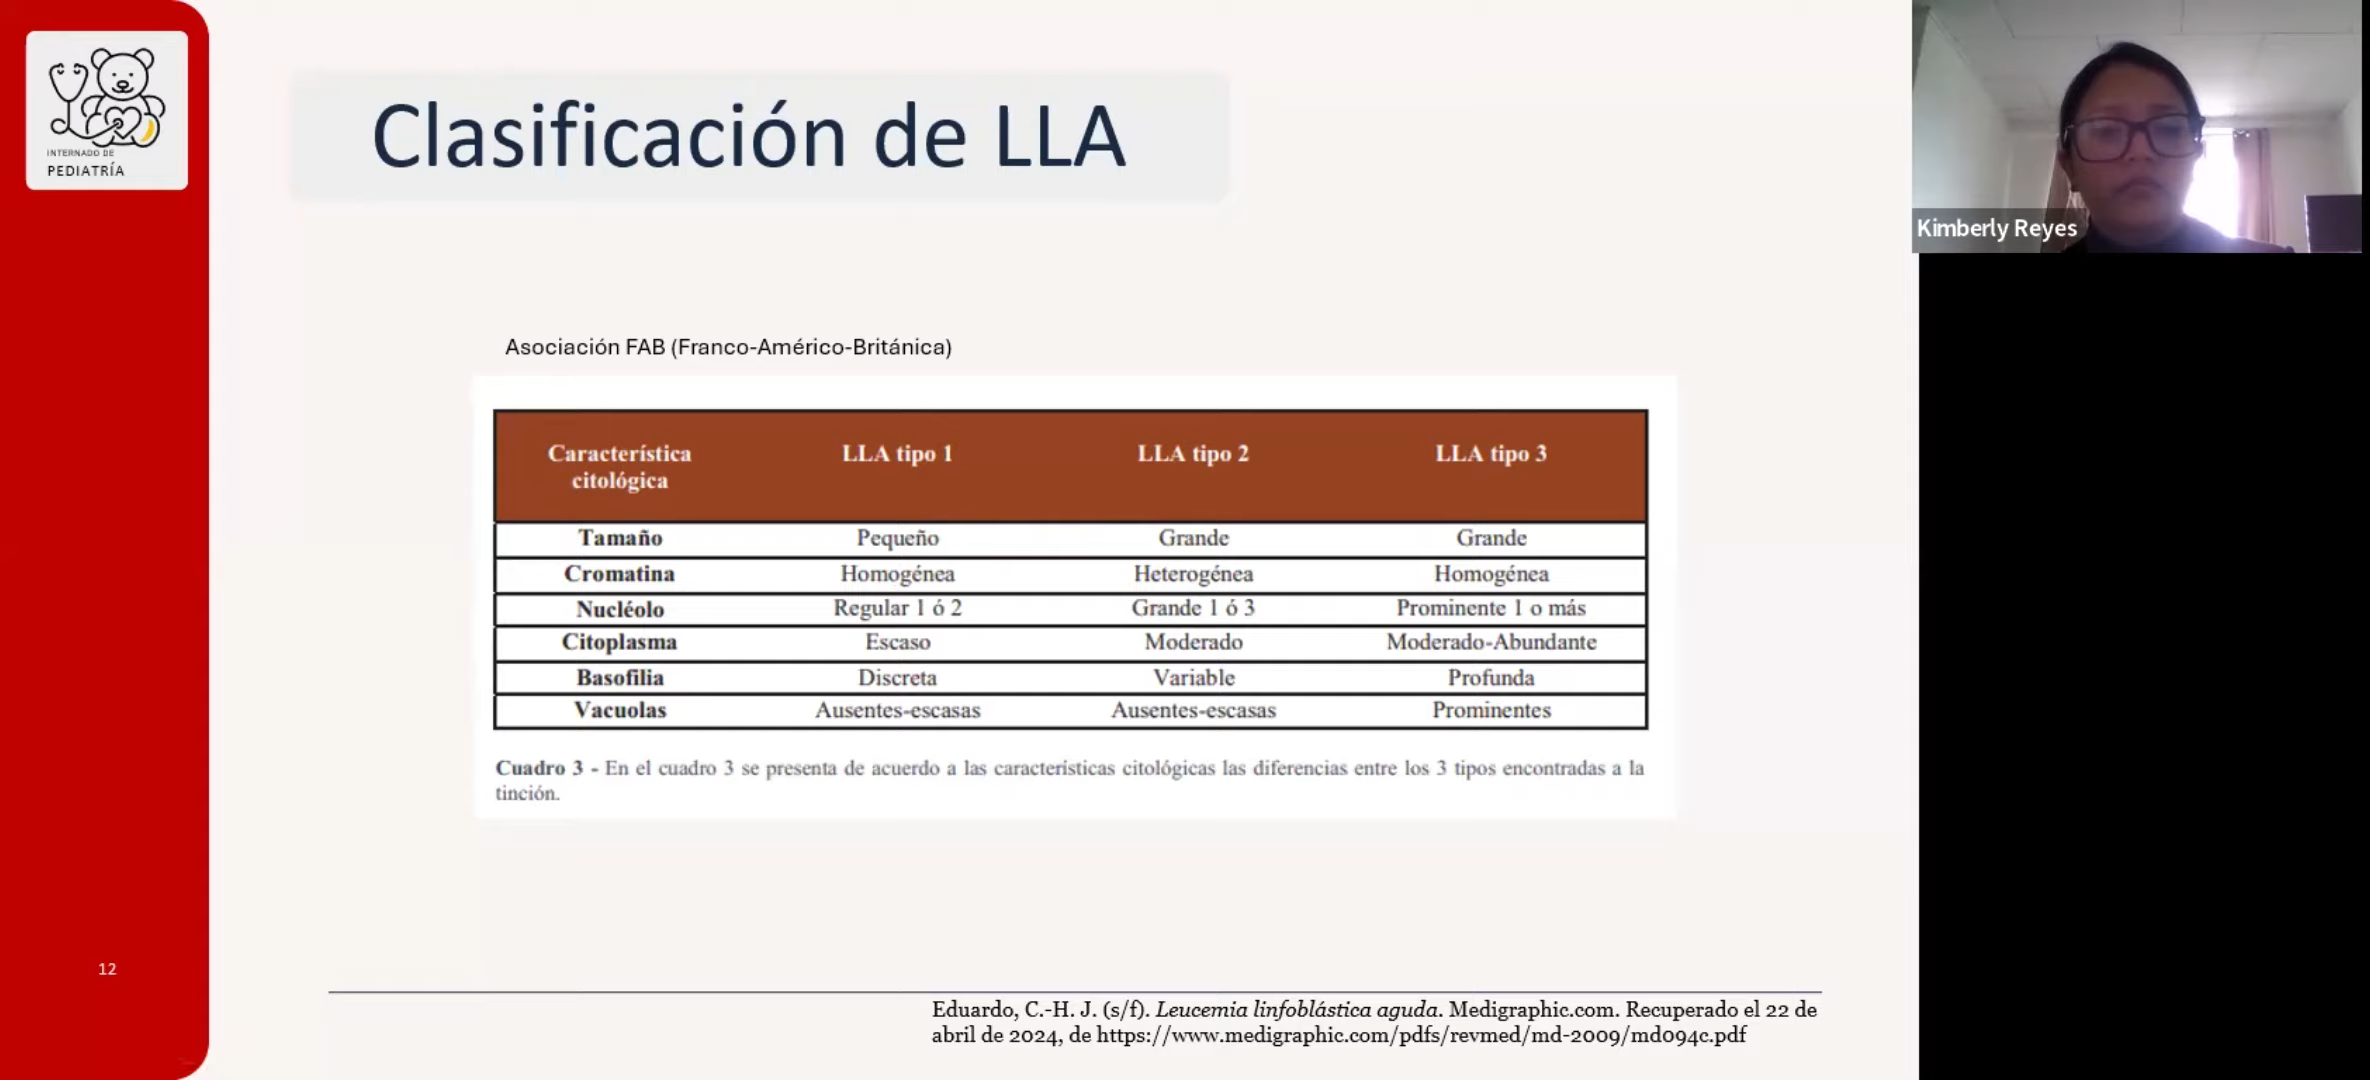 INTERNADO DE
PEDIATRÍA
Clasificación de LLA
Kimberly Reyes
Asociación FAB (Franco-Américo-Británica)
Característica citológica LLA tipo 1 LLA tipo 2 LLA tipo 3
Tamaño Pequeño Grande Grande
Cromatina Homogénea Heterogénea Homogénea
Nucléolo Regular 1 ó 2 Grande 1 ó 3 Prominente 1 o más
Citoplasma Escaso Moderado Moderado-Abundante
Basofilia Discreta Variable Profunda
Vacuolas Ausentes-escasas Ausentes-escasas Prominentes
Cuadro 3 - En el cuadro 3 se presenta de acuerdo a las características citológicas las diferencias entre los 3 tipos encontradas a la
tinción.
12
Eduardo, C.-H. J. (s/f). Leucemia linfoblástica aguda. Medigraphic.com. Recuperado el 22 de
abril de 2024, de https://www.medigraphic.com/pdfs/revmed/md-2009/md094c.pdf